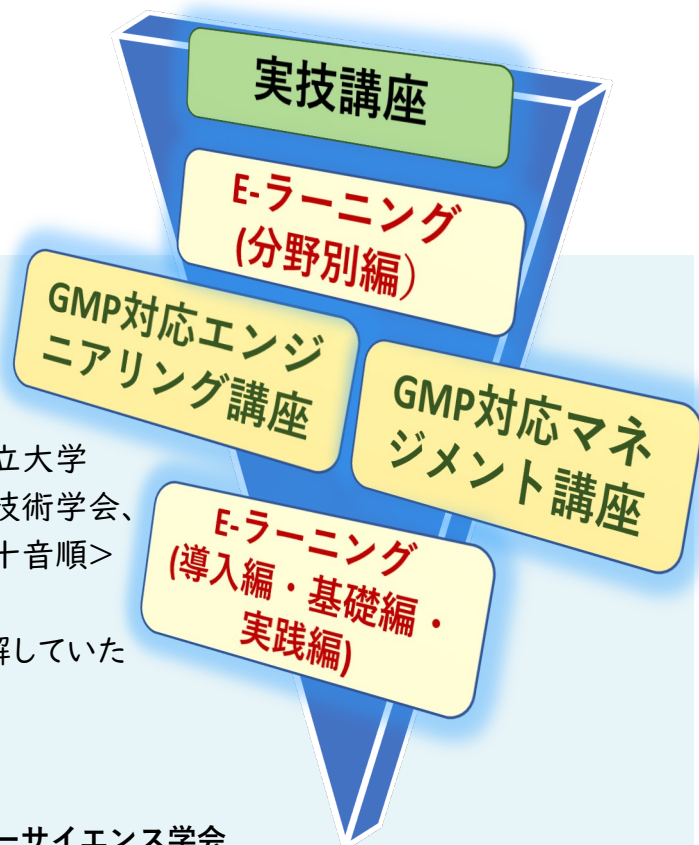 実技講座
E-ラーニング
(分野別編）
GMP対応エンジ
ニアリング講座
GMP対応マネ
ジメント講座
立大学
技術学会、
十音順>
E-ラーニング
(導入編・基礎編・
実践編)
解していた
ーサイエンス学会